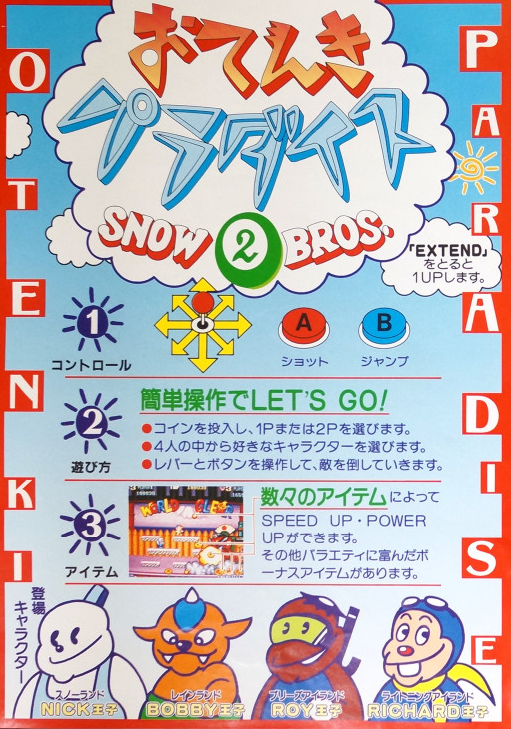 おてんき
パラダイス
SNOW 2 BROS.
OTENKI
PARADISE
「EXTEND」
をとると
1UPします。
1
コントロール
A
ショット
B
ジャンプ
2
遊び方
簡単操作でLET'S GO!
●コインを投入し、1Pまたは2Pを選びます。
●4人の中から好きなキャラクターを選びます。
●レバーとボタンを操作して、敵を倒していきます。
3
アイテム
数々のアイテムによって
SPEED UP・POWER
UPができます。
その他バラエティに富んだボ
ーナスアイテムがあります。
登場
キャラクター
スノーランド
NICK王子
レインランド
BOBBY王子
ブリーズアイランド
ROY王子
ライトニングアイランド
RICHARD王子